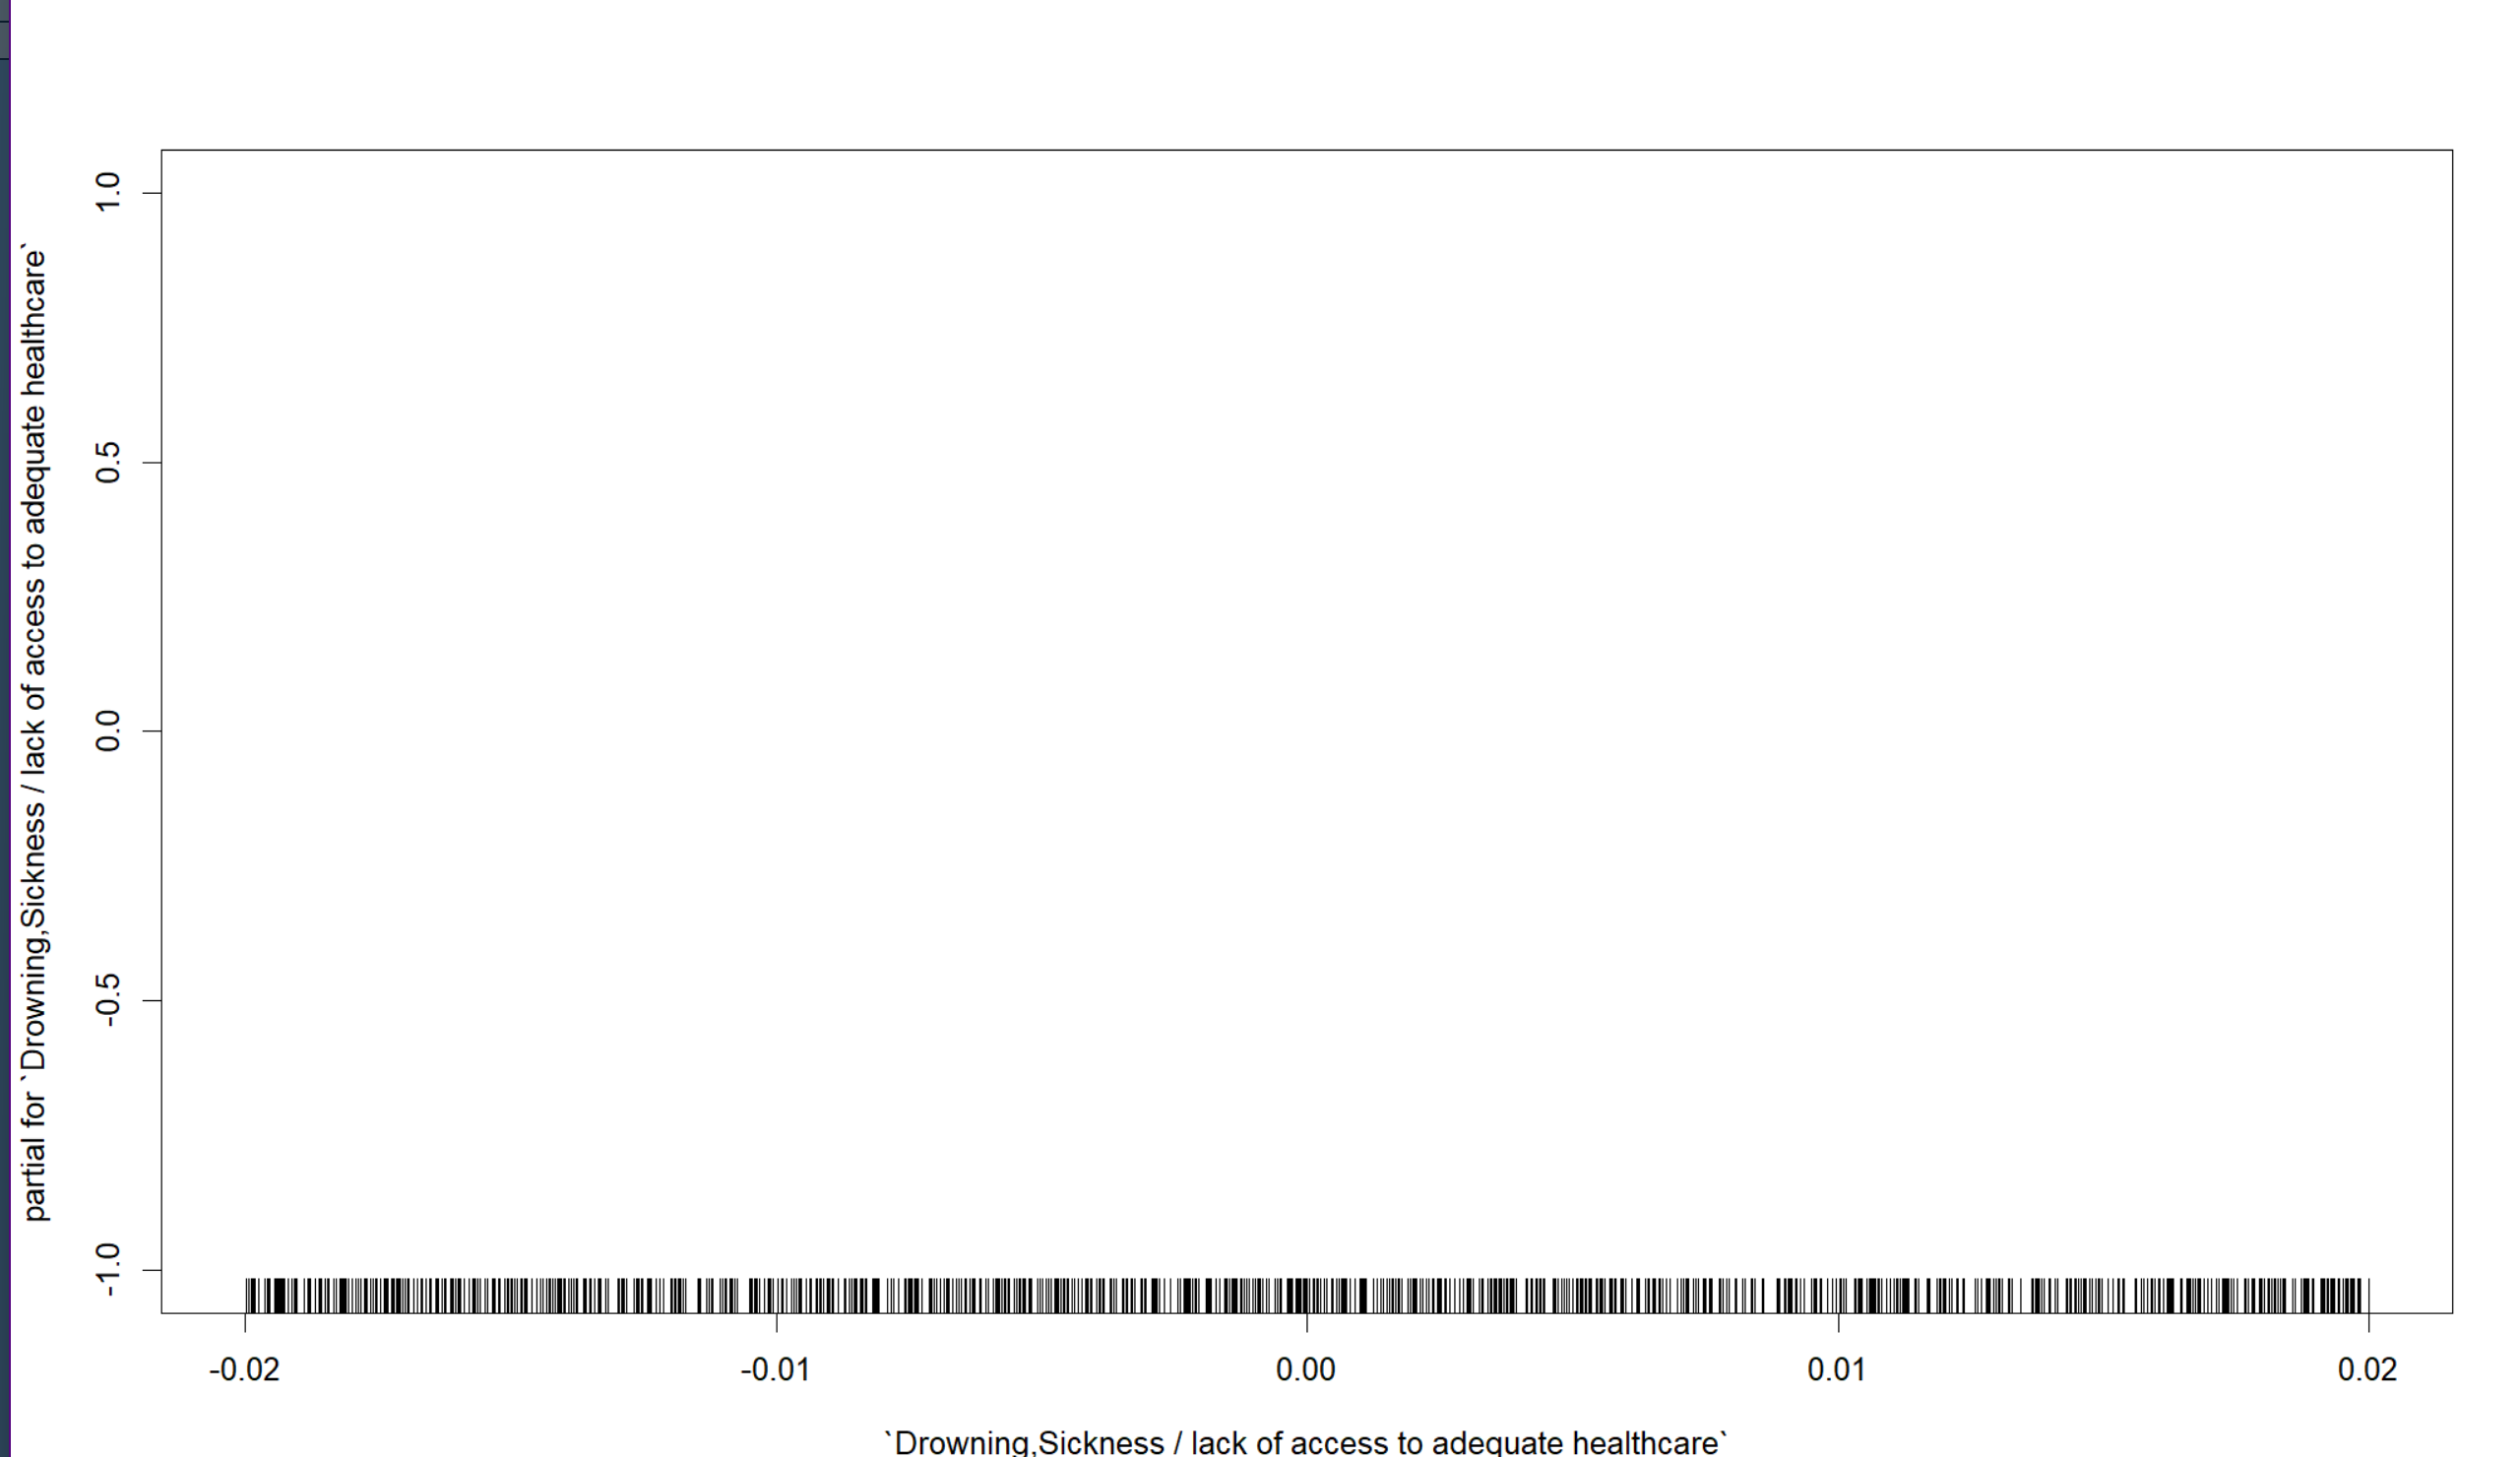 partial for `Drowning,Sickness / lack of access to adequate healthcare`
1.0
0.5
0.0
-0.5
-1.0
-0.02 -0.01 0.00 0.01 0.02
`Drowning,Sickness / lack of access to adequate healthcare`